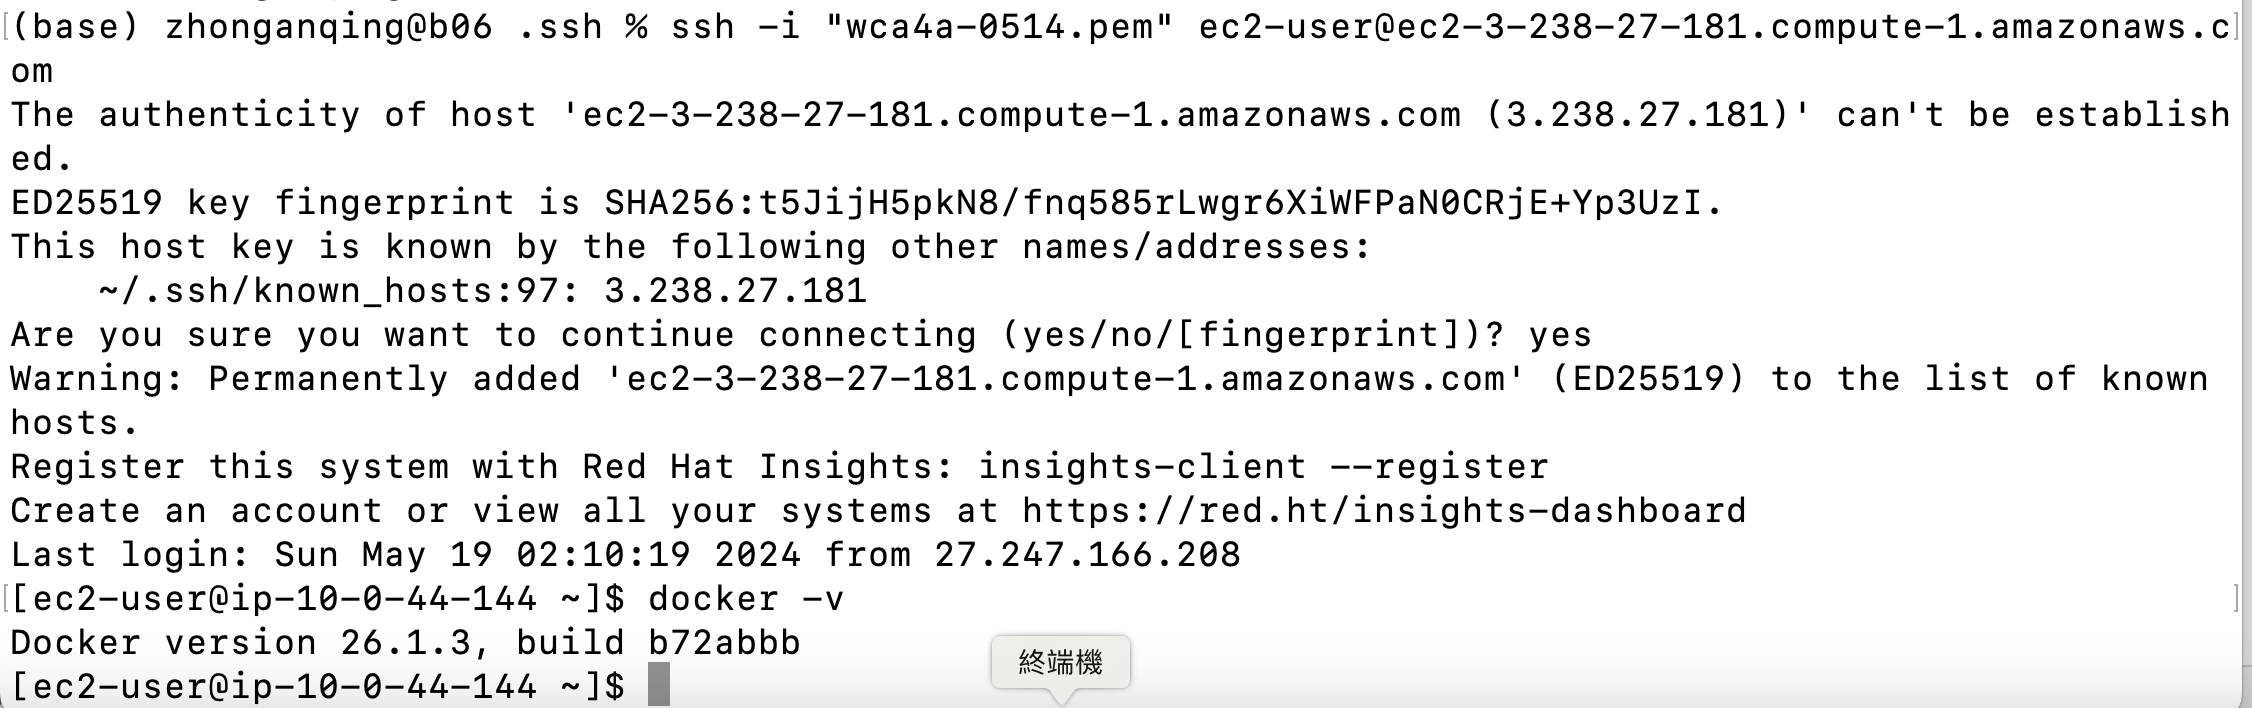 [(base) zhonganqing@b06 .ssh % ssh -i "wca4a-0514.pem" ec2-user@ec2-3-238-27-181.compute-1.amazonaws.c]
om
The authenticity of host 'ec2-3-238-27-181.compute-1.amazonaws.com (3.238.27.181)' can't be establish
ed.
ED25519 key fingerprint is SHA256:t5JijH5pkN8/fnq585rLwgr6XiWFPaN0CRjE+Yp3UzI.
This host key is known by the following other names/addresses:
    ~/.ssh/known_hosts:97: 3.238.27.181
Are you sure you want to continue connecting (yes/no/[fingerprint])? yes
Warning: Permanently added 'ec2-3-238-27-181.compute-1.amazonaws.com' (ED25519) to the list of known
hosts.
Register this system with Red Hat Insights: insights-client --register
Create an account or view all your systems at https://red.ht/insights-dashboard
Last login: Sun May 19 02:10:19 2024 from 27.247.166.208
[[ec2-user@ip-10-0-44-144 ~]$ docker -v ]
Docker version 26.1.3, build b72abbb
[ec2-user@ip-10-0-44-144 ~]$
終端機